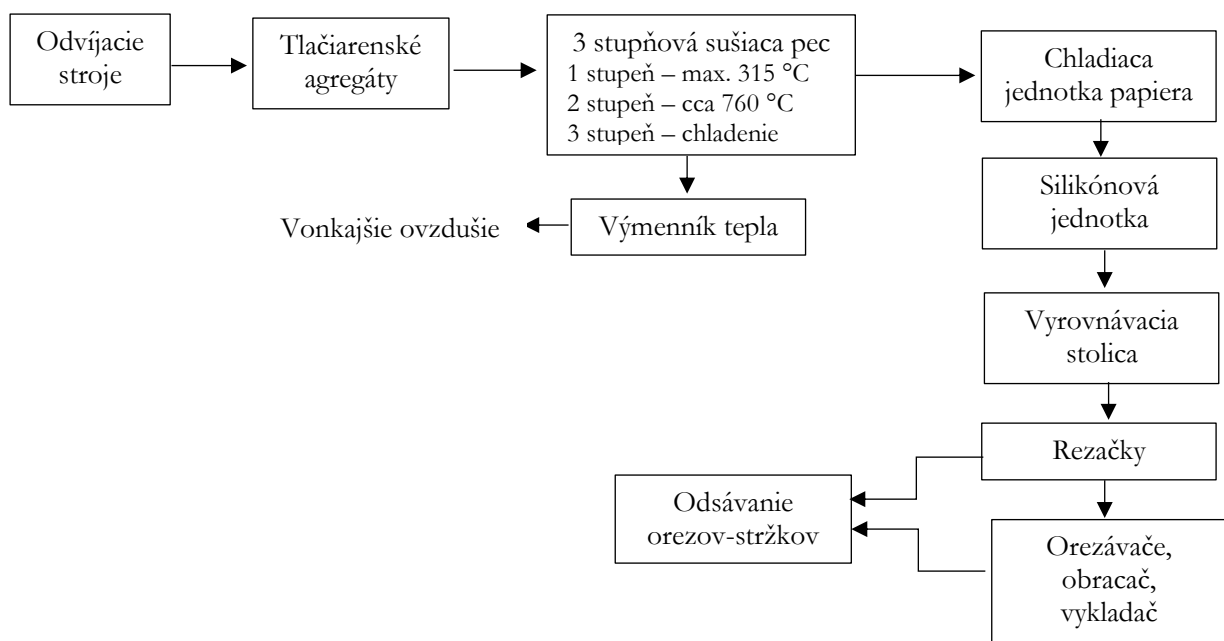 Odvíjacie
stroje
Tlačiarenské
agregáty
3 stupňová sušiaca pec
1 stupeň – max. 315 °C
2 stupeň – cca 760 °C
3 stupeň – chladenie
Chladiaca
jednotka papiera
Vonkajšie ovzdušie
Výmenník tepla
Silikónová
jednotka
Vyrovnávacia
stolica
Rezačky
Odsávanie
orezov-stržkov
Orezávače,
obracač,
vykladač